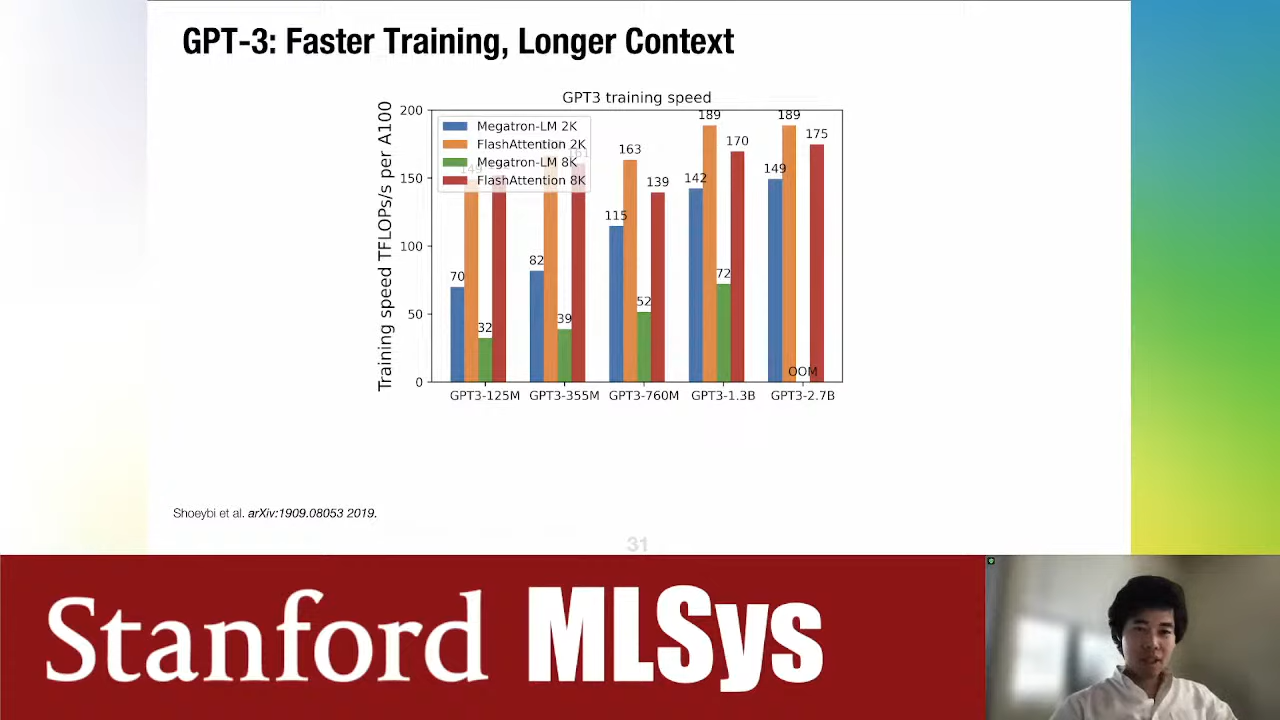 GPT-3: Faster Training, Longer Context
GPT3 training speed
Training speed TFLOPs/s per A100
200
150
100
50
0
Megatron-LM 2K
FlashAttention 2K
Megatron-LM 8K
FlashAttention 8K
70
149
32
82
39
161
115
163
52
139
142
189
72
170
149
189
OOM
175
GPT3-125M
GPT3-355M
GPT3-760M
GPT3-1.3B
GPT3-2.7B
Shoeybi et al. arXiv:1909.08053 2019.
31
Stanford MLSys